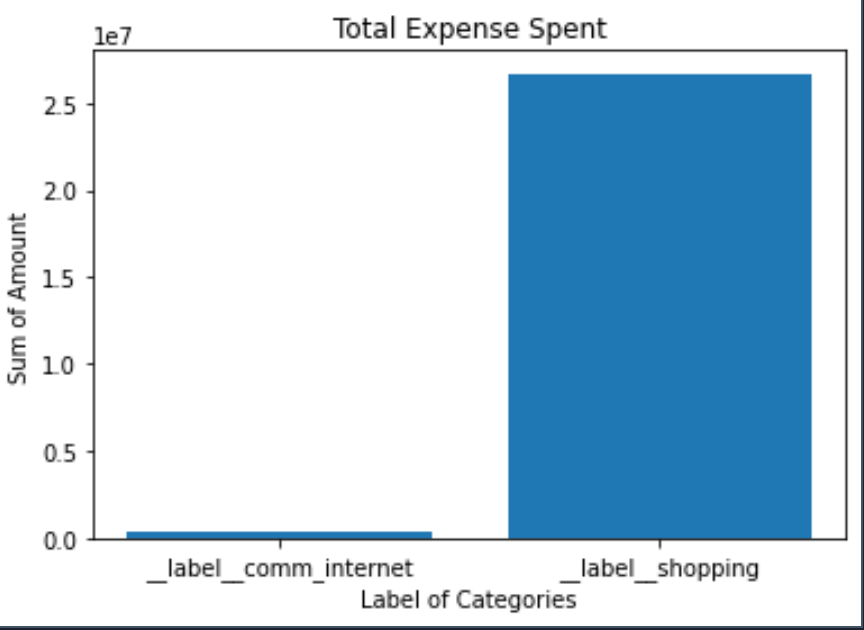 Total Expense Spent
1e7
2.5
2.0
1.5
1.0
0.5
0.0
Sum of Amount
__label__comm_internet
__label__shopping
Label of Categories